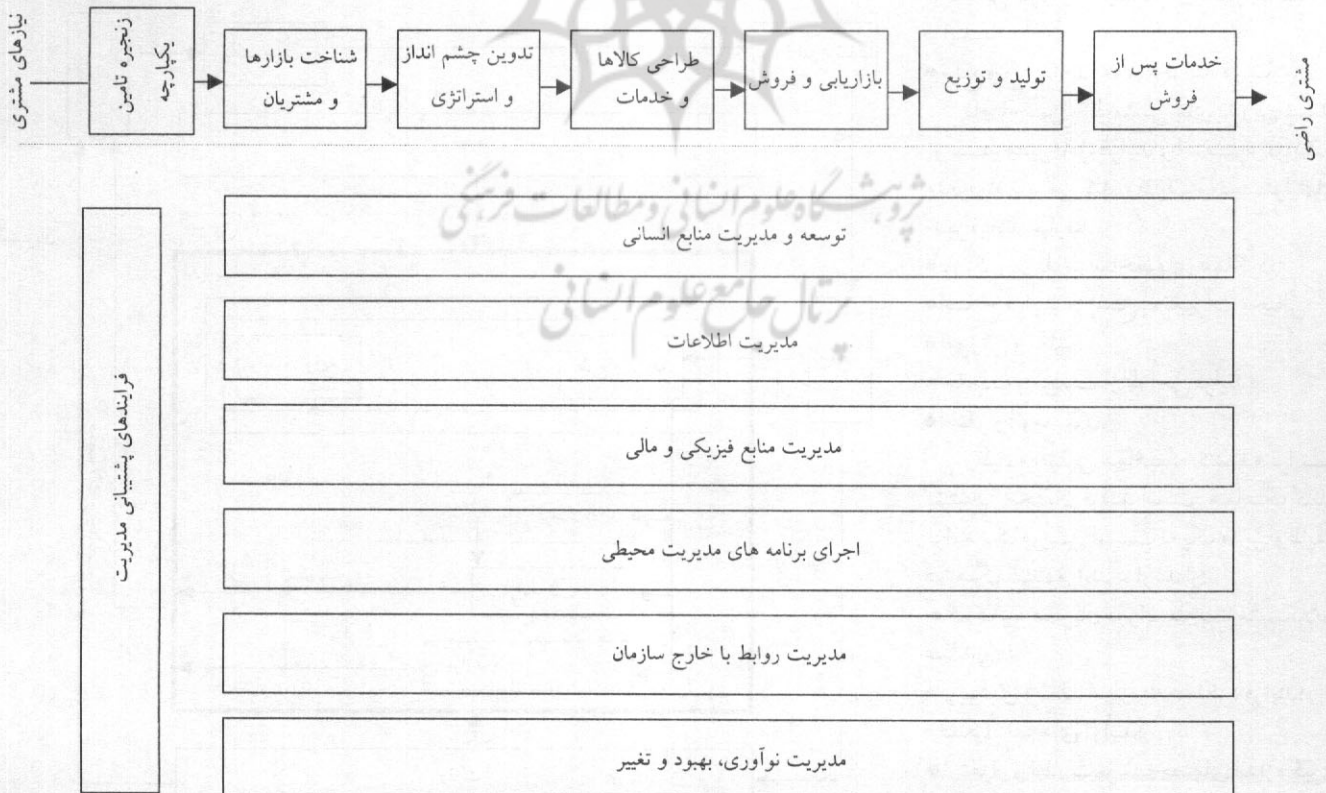 نیازهای مشتری
زنجیره تامین
یکپارچه
شناخت بازارها
و مشتریان
تدوین چشم انداز
و استراتژی
طراحی کالاها
و خدمات
بازاریابی و فروش
تولید و توزیع
خدمات پس از
فروش
مشتری راضی
پژوهشگاه علوم انسانی و مطالعات فرهنگی
پرتال جامع علوم انسانی
فرایندهای پشتیبانی مدیریت
توسعه و مدیریت منابع انسانی
مدیریت اطلاعات
مدیریت منابع فیزیکی و مالی
اجرای برنامه های مدیریت محیطی
مدیریت روابط با خارج سازمان
مدیریت نوآوری، بهبود و تغییر